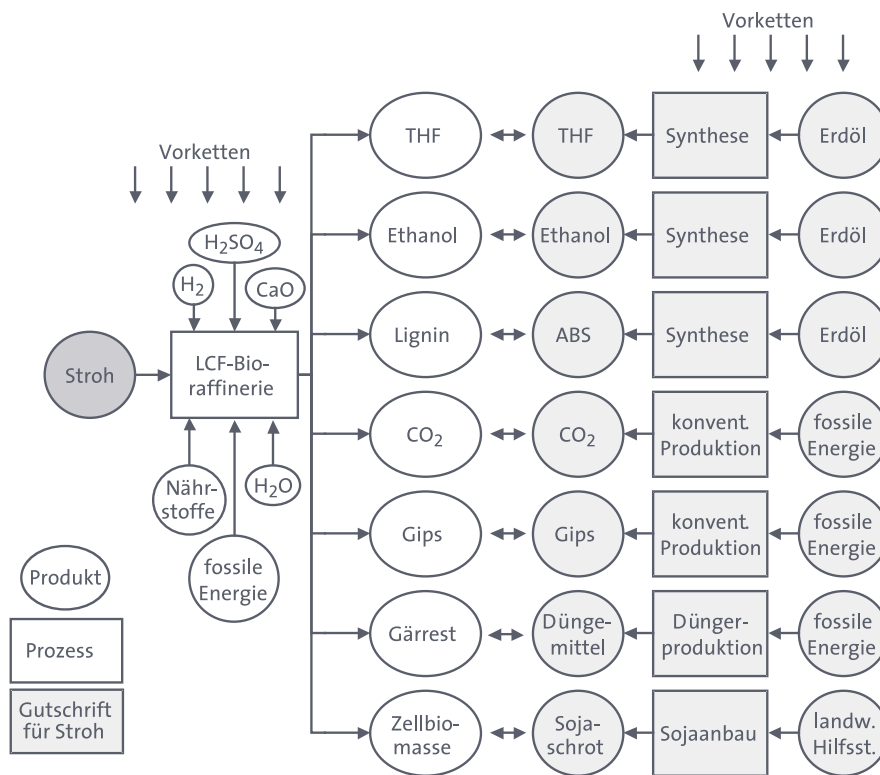 Vorketten
THF
THF
Synthese
Erdöl
Vorketten
Ethanol
Ethanol
Synthese
Erdöl
H₂SO₄
H₂
CaO
Lignin
ABS
Synthese
Erdöl
Stroh
LCF-Bio-
raffinerie
CO₂
CO₂
konvent.
Produktion
fossile
Energie
Nähr-
stoffe
H₂O
Gips
Gips
konvent.
Produktion
fossile
Energie
fossile
Energie
Produkt
Gärrest
Dünge-
mittel
Dünger-
produktion
fossile
Energie
Prozess
Gutschrift
für Stroh
Zellbio-
masse
Soja-
schrot
Sojaanbau
landw.
Hilfsst.